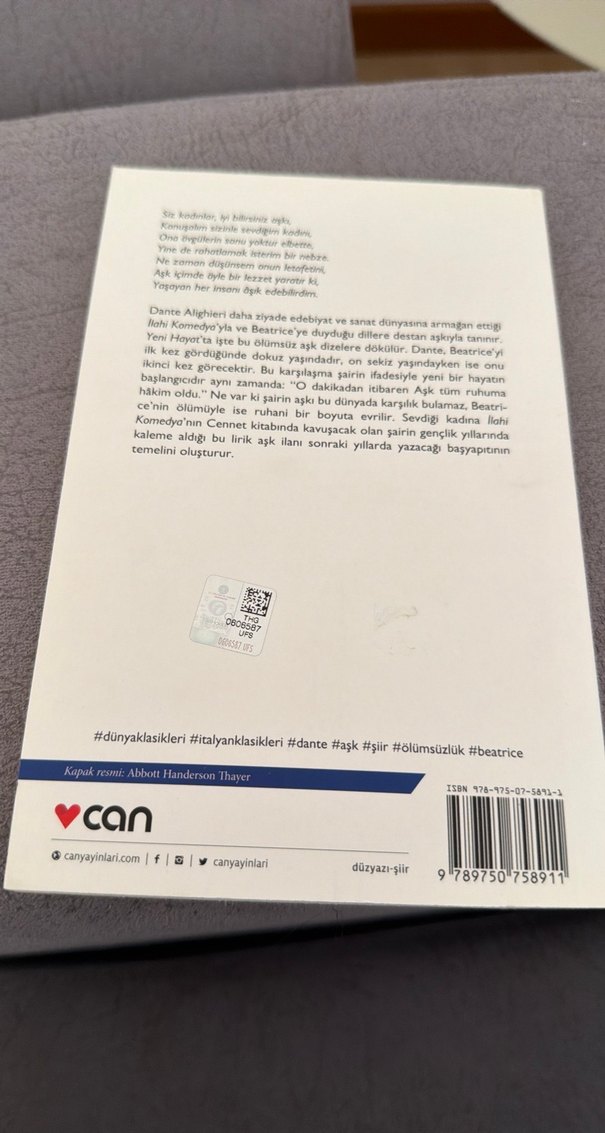 Siz kadınlar, iyi bilirsiniz aşkı,
Konuşalım sizinle sevdiğim kadını,
Ona övgülerin sonu yoktur elbette,
Yine de rahatlamak isterim bir nebze.
Ne zaman düşünsem onun letafetini,
Aşk içimde öyle bir lezzet yaratır ki,
Yaşayan her insanı âşık edebilirdim.
Dante Alighieri daha ziyade edebiyat ve sanat dünyasına armağan ettiği
İlahi Komedya'yla ve Beatrice'ye duyduğu dillere destan aşkıyla tanınır.
Yeni Hayat'ta işte bu ölümsüz aşk dizelere dökülür. Dante, Beatrice'yi
ilk kez gördüğünde dokuz yaşındadır, on sekiz yaşındayken ise onu
ikinci kez görecektir. Bu karşılaşma şairin ifadesiyle yeni bir hayatın
başlangıcıdır aynı zamanda: "O dakikadan itibaren Aşk tüm ruhuma
hâkim oldu." Ne var ki şairin aşkı bu dünyada karşılık bulamaz, Beatri-
ce'nin ölümüyle ise ruhani bir boyuta evrilir. Sevdiği kadına İlahi
Komedya'nın Cennet kitabında kavuşacak olan şairin gençlik yıllarında
kaleme aldığı bu lirik aşk ilanı sonraki yıllarda yazacağı başyapıtının
temelini oluşturur.
THG
0606587
UFS
0606587 UFS
#dünyaklasikleri #italyanklasikleri #dante #aşk #şiir #ölümsüzlük #beatrice
Kapak resmi: Abbott Handerson Thayer
can
canyayinlari.com | f | | canyayinlari
düzyazı-şiir
ISBN 978-975-07-5891-1
9 789750 758911